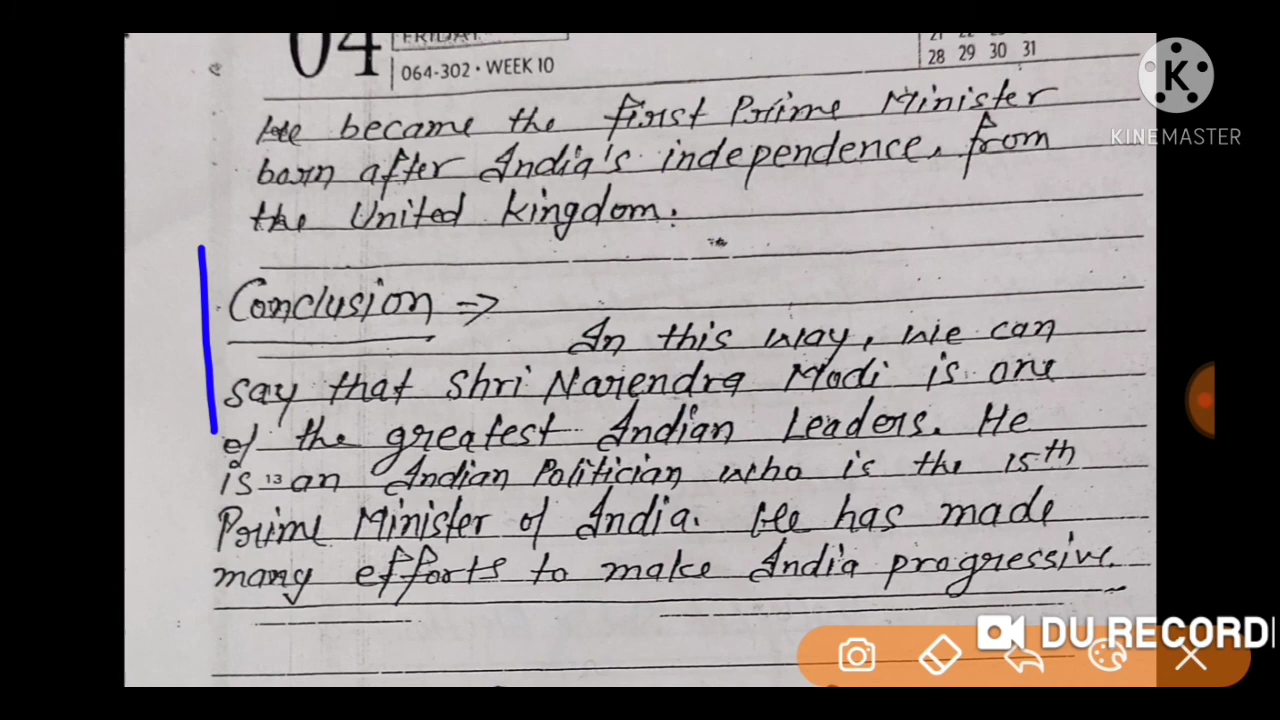 04
FRIDAY
064-302 • WEEK 10
28 29 30 31
K
KINEMASTER
He became the first Prime Minister
born after India's independence, from
the United Kingdom.
Conclusion =>
In this way, we can
say that Shri Narendra Modi is one
of the greatest Indian Leaders. He
is 13 an Indian Politician who is the 15th
Prime Minister of India. He has made
many efforts to make India progressive.
DU RECORD